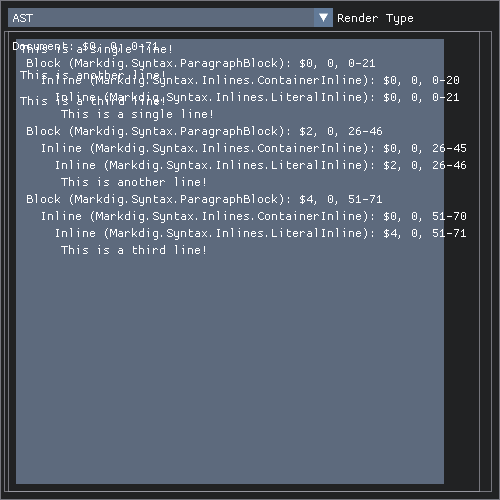 AST Render Type
Document: $0, 0, 0-71
This is a single line!
Block (Markdig.Syntax.ParagraphBlock): $0, 0, 0-21
This is another line!
Inline (Markdig.Syntax.Inlines.ContainerInline): $0, 0, 0-20
Inline (Markdig.Syntax.Inlines.LiteralInline): $0, 0, 0-21
This is a third line!
This is a single line!
Block (Markdig.Syntax.ParagraphBlock): $2, 0, 26-46
Inline (Markdig.Syntax.Inlines.ContainerInline): $0, 0, 26-45
Inline (Markdig.Syntax.Inlines.LiteralInline): $2, 0, 26-46
This is another line!
Block (Markdig.Syntax.ParagraphBlock): $4, 0, 51-71
Inline (Markdig.Syntax.Inlines.ContainerInline): $0, 0, 51-70
Inline (Markdig.Syntax.Inlines.LiteralInline): $4, 0, 51-71
This is a third line!